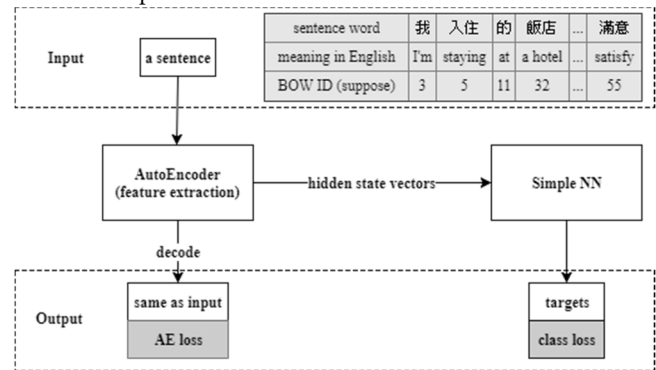 Input
a sentence
sentence word 我 入住 的 飯店 ... 滿意
meaning in English I'm staying at a hotel ... satisfy
BOW ID (suppose) 3 5 11 32 ... 55
AutoEncoder
(feature extraction)
hidden state vectors
Simple NN
decode
Output
same as input
AE loss
targets
class loss